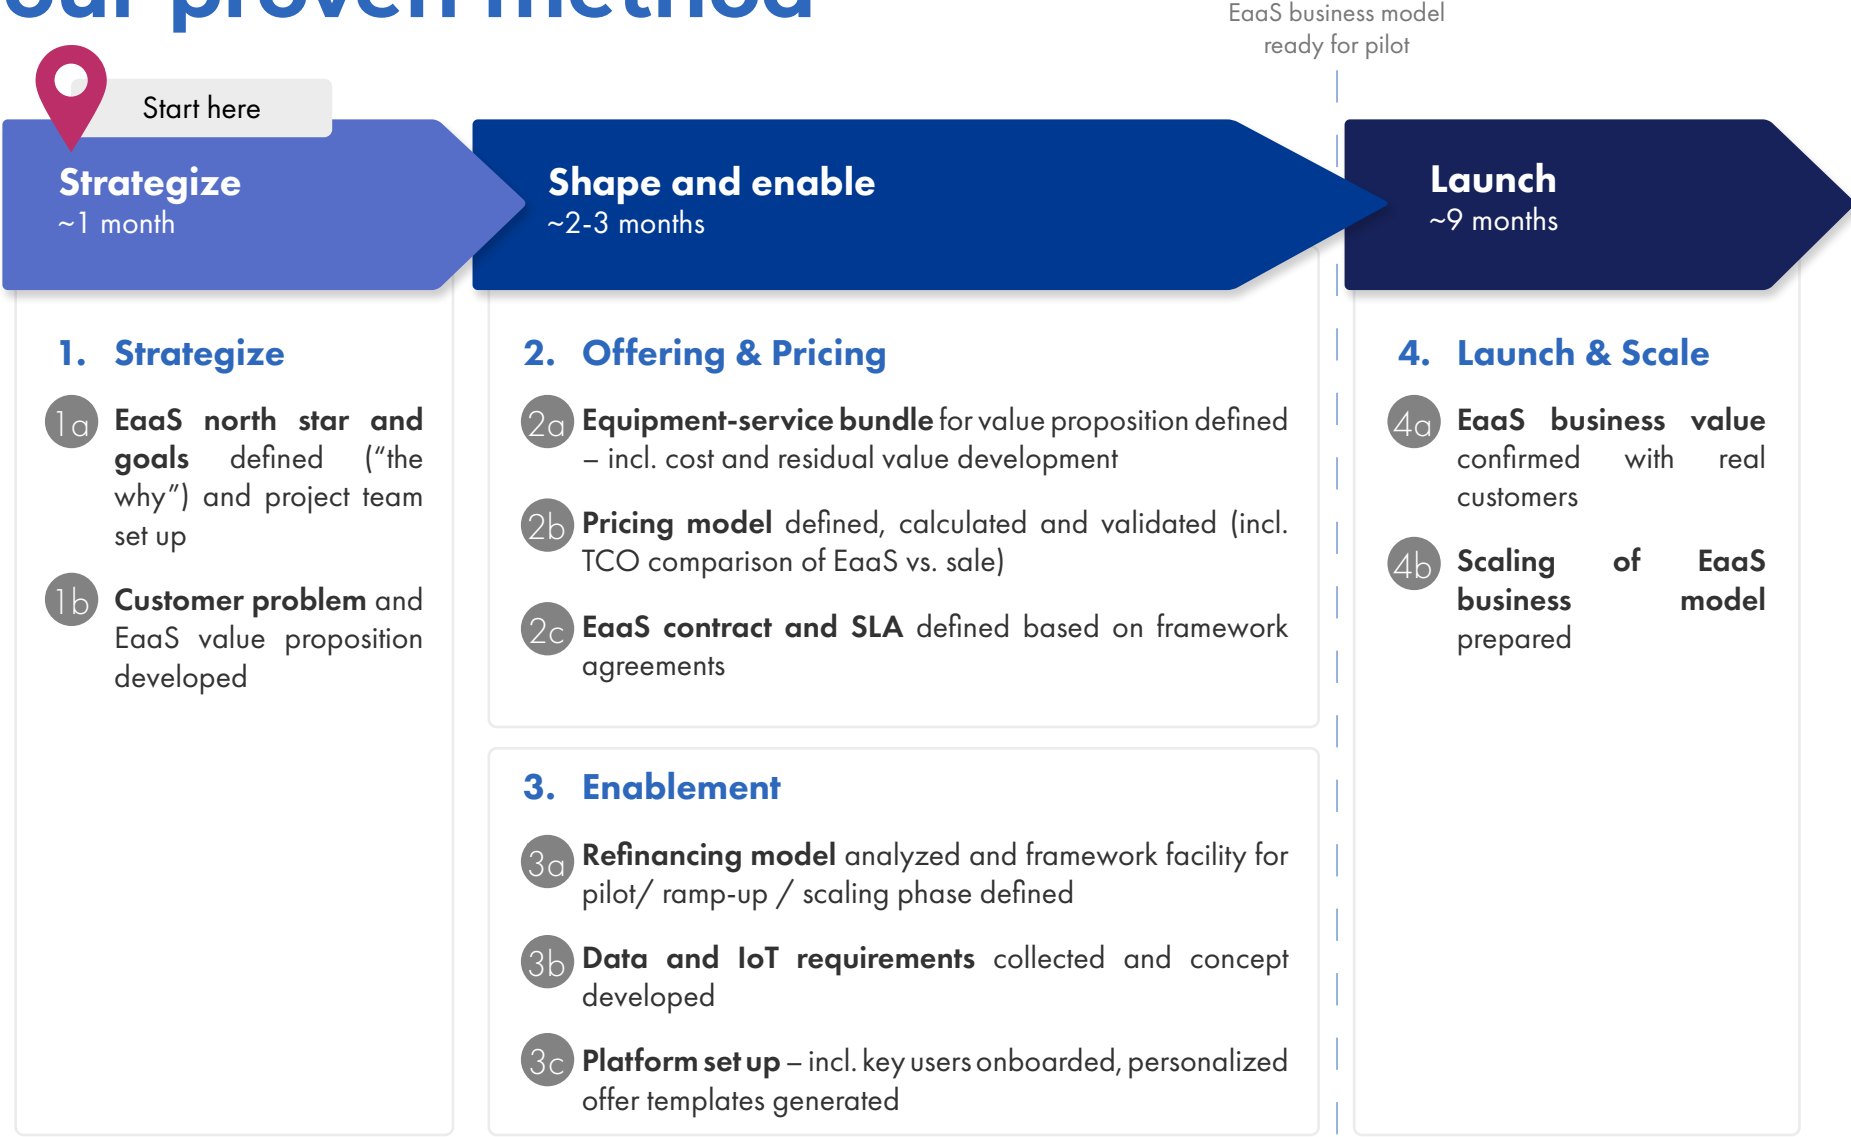 our proven method
EaaS business model
ready for pilot
Start here
Strategize
~1 month
Shape and enable
~2-3 months
Launch
~9 months
1. Strategize
1a EaaS north star and
goals defined (“the
why”) and project team
set up
1b Customer problem and
EaaS value proposition
developed
2. Offering & Pricing
2a Equipment-service bundle for value proposition defined
– incl. cost and residual value development
2b Pricing model defined, calculated and validated (incl.
TCO comparison of EaaS vs. sale)
2c EaaS contract and SLA defined based on framework
agreements
3. Enablement
3a Refinancing model analyzed and framework facility for
pilot/ ramp-up / scaling phase defined
3b Data and IoT requirements collected and concept
developed
3c Platform set up – incl. key users onboarded, personalized
offer templates generated
4. Launch & Scale
4a EaaS business value
confirmed with real
customers
4b Scaling of EaaS
business model
prepared